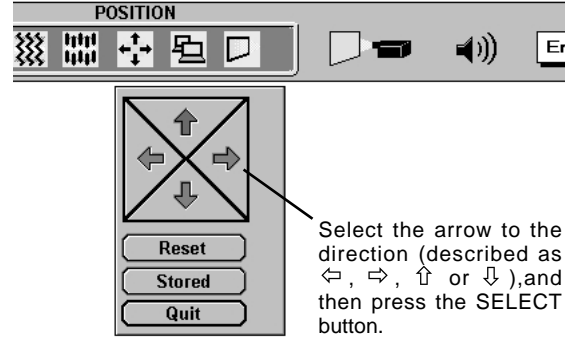 POSITION
Er
Reset
Stored
Quit
Select the arrow to the
direction (described as
⇦ , ⇨ , ⇧ or ⇩ ),and
then press the SELECT
button.